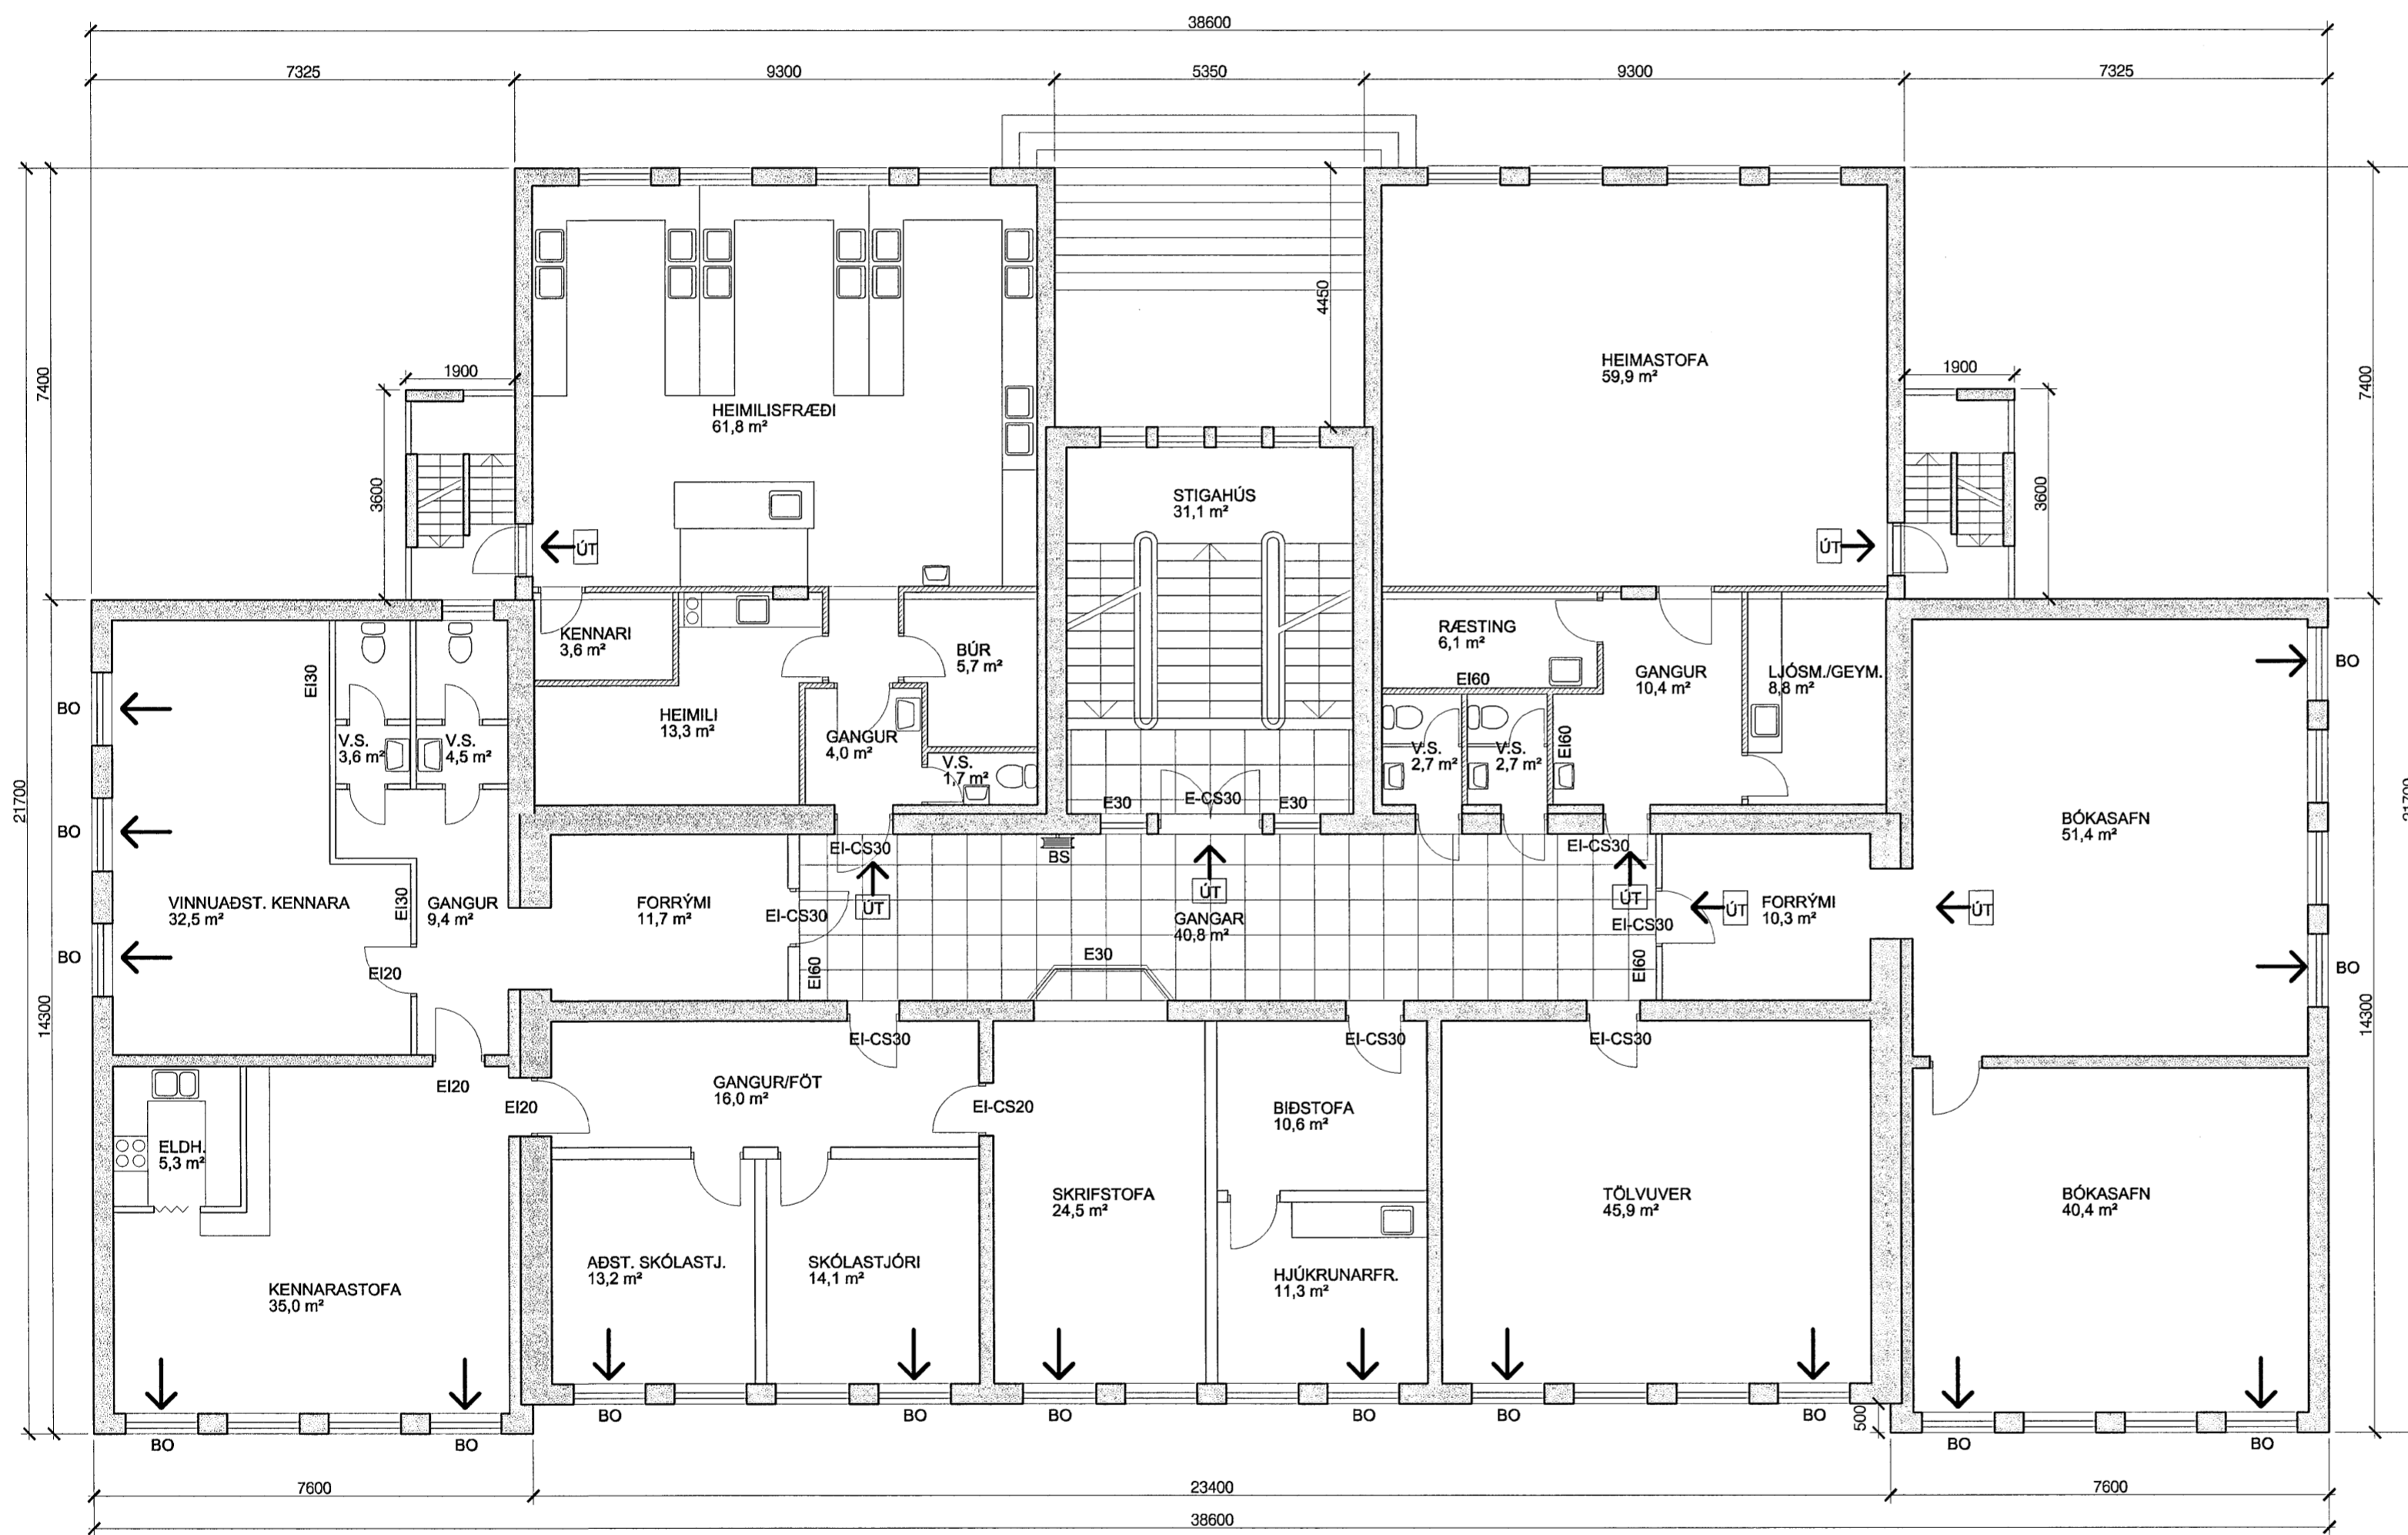 38600
7325
9300
5350
9300
7325
4450
1900
1900
7400
7400
3600
3600
HEIMILISFRÆÐI
61,8 m²
HEIMASTOFA
59,9 m²
STIGAHÚS
31,1 m²
ÚT
ÚT
KENNARI
3,6 m²
BÚR
5,7 m²
RÆSTING
6,1 m²
EI60
GANGUR
10,4 m²
LJÓSM./GEYM.
8,8 m²
BO
EI30
BO
HEIMILI
13,3 m²
GANGUR
4,0 m²
V.S.
3,6 m²
V.S.
4,5 m²
V.S.
1,7 m²
V.S.
2,7 m²
V.S.
2,7 m²
EI60
E30
E-CS30
E30
21700
21700
BO
BÓKASAFN
51,4 m²
EI-CS30
BS
EI-CS30
VINNUAÐST. KENNARA
32,5 m²
EI30
GANGUR
9,4 m²
FORRÝMI
11,7 m²
EI-CS30
ÚT
ÚT
GANGAR
40,8 m²
ÚT
EI-CS30
ÚT
FORRÝMI
10,3 m²
ÚT
BO
EI20
EI60
E30
EI60
BO
14300
14300
EI-CS30
EI-CS30
EI-CS30
EI20
GANGUR/FÖT
16,0 m²
EI20
EI-CS20
BIÐSTOFA
10,6 m²
ELDH.
5,3 m²
SKRIFSTOFA
24,5 m²
TÖLVUVER
45,9 m²
BÓKASAFN
40,4 m²
KENNARASTOFA
35,0 m²
AÐST. SKÓLASTJ.
13,2 m²
SKÓLASTJÓRI
14,1 m²
HJÚKRUNARFR.
11,3 m²
BO
BO
BO
BO
BO
BO
500
BO
BO
BO
BO
7600
23400
7600
38600